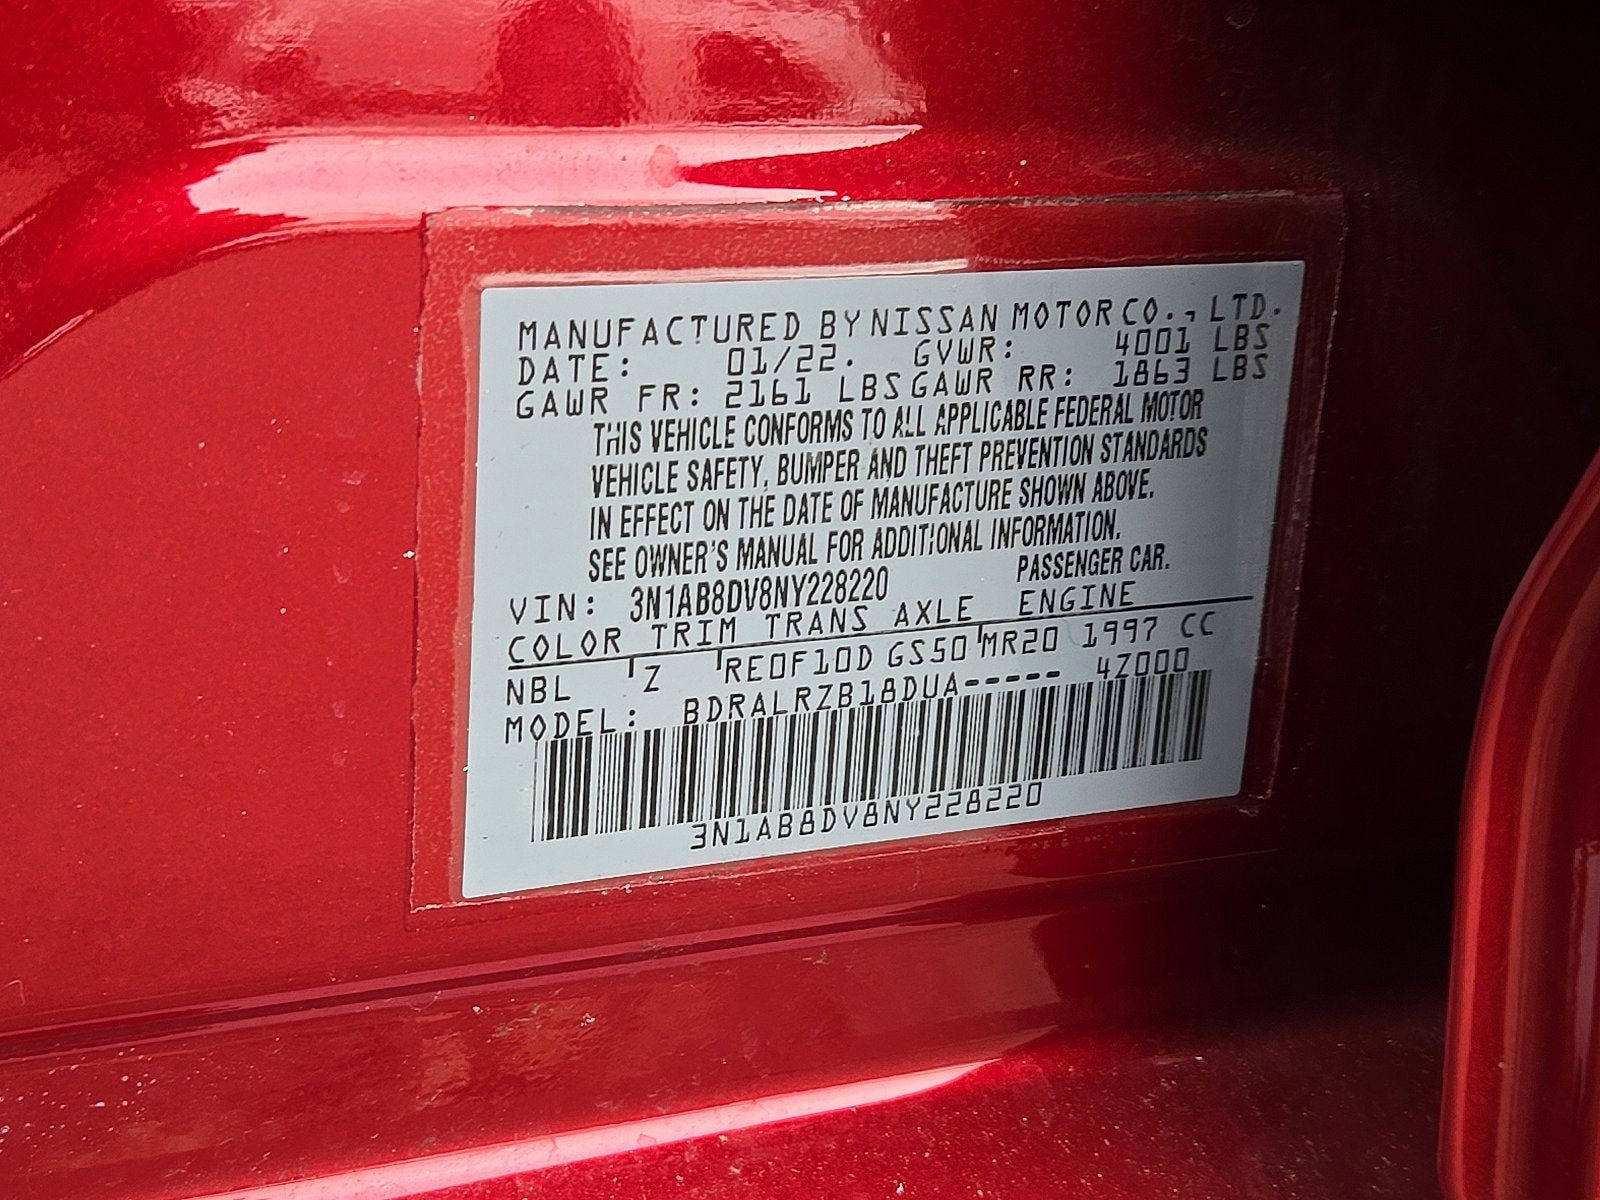 MANUFACTURED BY NISSAN MOTOR CO., LTD.
DATE: 01/22. GVWR: 4001 LBS
GAWR FR: 2161 LBS GAWR RR: 1863 LBS
THIS VEHICLE CONFORMS TO ALL APPLICABLE FEDERAL MOTOR
VEHICLE SAFETY, BUMPER AND THEFT PREVENTION STANDARDS
IN EFFECT ON THE DATE OF MANUFACTURE SHOWN ABOVE.
SEE OWNER'S MANUAL FOR ADDITIONAL INFORMATION.
VIN: 3N1AB8DV8NY228220 PASSENGER CAR.
COLOR TRIM TRANS AXLE ENGINE
NBL Z RE0F10D GS50 MR20 1997 CC
MODEL: BDRALRZB18DUA----- 4Z000
3N1AB8DV8NY228220